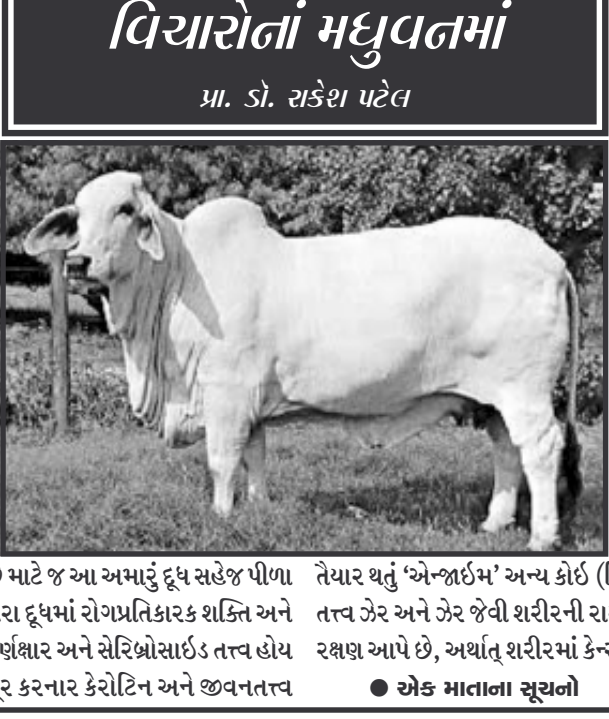 વિચારોનાં મધુવનમાં
પ્રા. ડૉ. રાકેશ પટેલ
માટે જ આ અમારું દૂધ સહેજ પીળા
દૂધમાં રોગપ્રતિકારક શક્તિ અને
અને સેરિબ્રોસાઇડ તત્ત્વ હોય
કરનાર કેરોટિન અને જીવનતત્ત્વ
તૈયાર થતું ‘એન્જાઇમ’ અન્ય કોઇ
તત્ત્વ ઝેર અને ઝેર જેવી શરીરની
રક્ષણ આપે છે, અર્થાત્ શરીરમાં
● એક માતાના સૂચનો